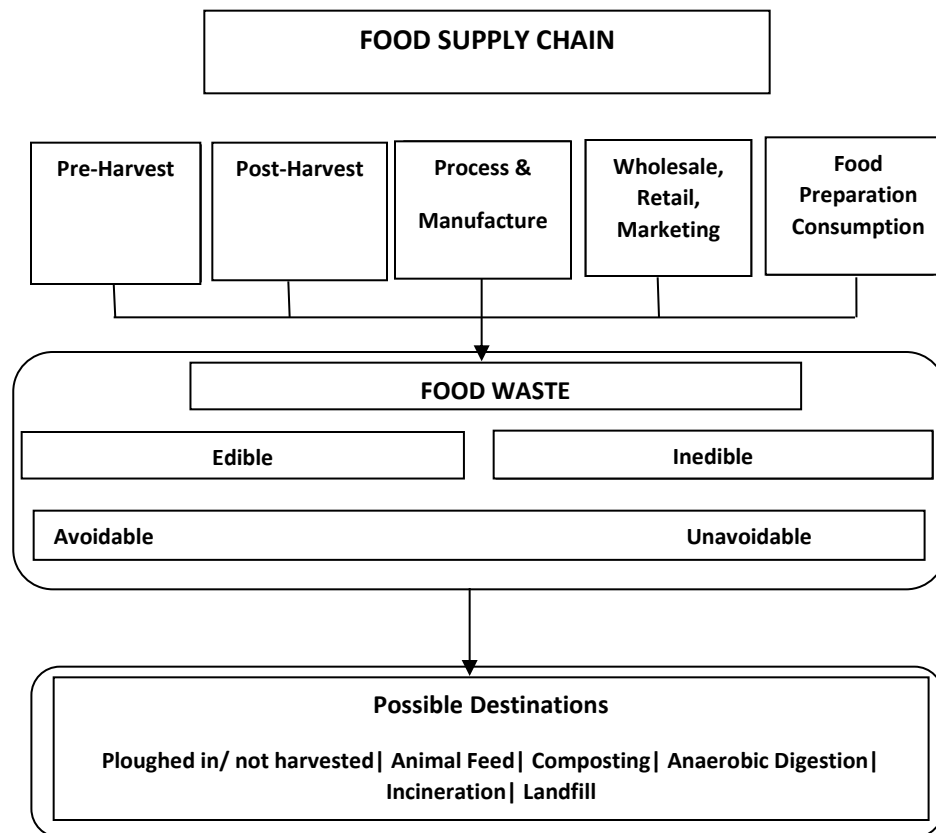 FOOD SUPPLY CHAIN
Pre-Harvest
Post-Harvest
Process &
Manufacture
Wholesale,
Retail,
Marketing
Food
Preparation
Consumption
FOOD WASTE
Edible
Inedible
Avoidable
Unavoidable
Possible Destinations
Ploughed in/ not harvested| Animal Feed| Composting| Anaerobic Digestion|
Incineration| Landfill